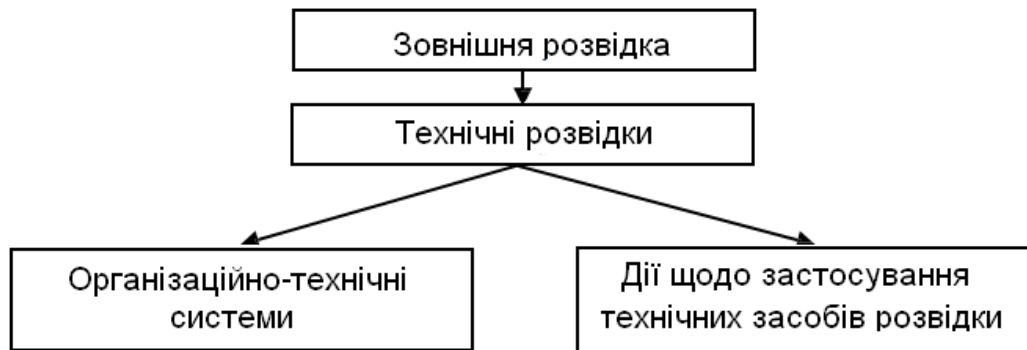 Зовнішня розвідка
Технічні розвідки
Організаційно-технічні
системи
Дії щодо застосування
технічних засобів розвідки